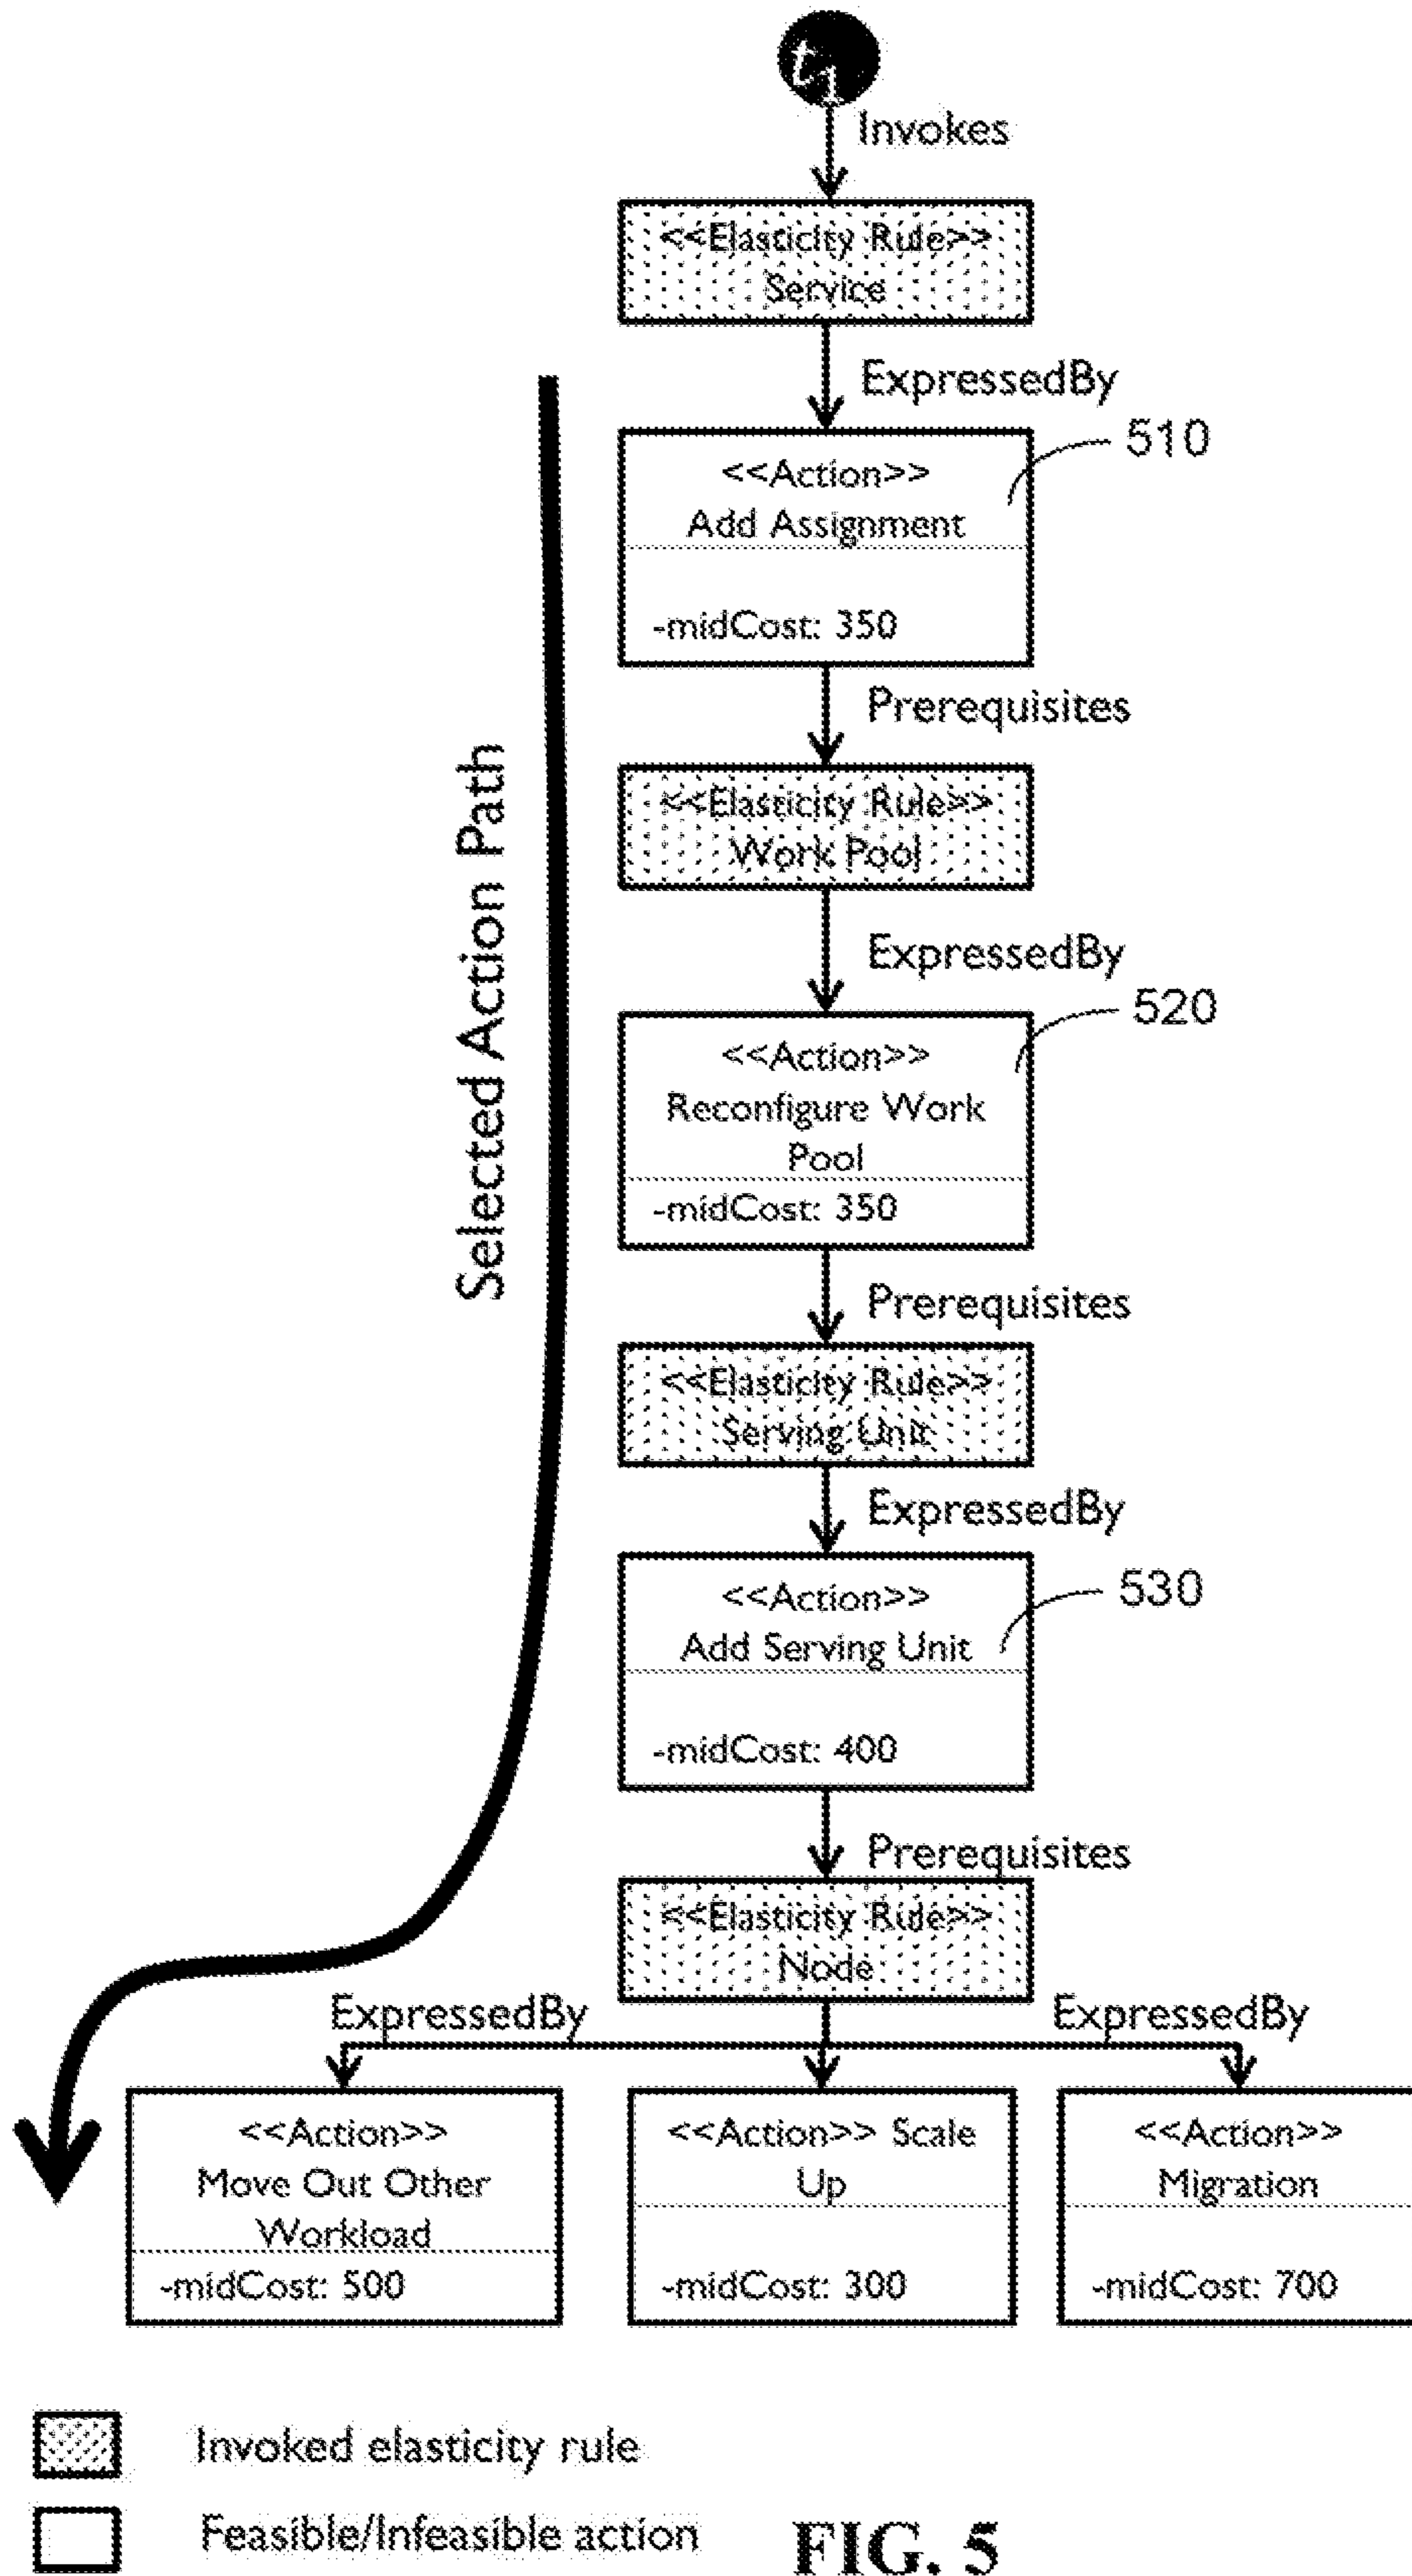 t1
Invokes
<<Elasticity Rule>>
Service
ExpressedBy
510
<<Action>>
Add Assignment
-midCost: 350
Prerequisites
<<Elasticity Rule>>
Work Pool
ExpressedBy
520
<<Action>>
Reconfigure Work
Pool
-midCost: 350
Selected Action Path
Prerequisites
<<Elasticity Rule>>
Serving Unit
ExpressedBy
530
<<Action>>
Add Serving Unit
-midCost: 400
Prerequisites
<<Elasticity Rule>>
Node
ExpressedBy
ExpressedBy
<<Action>>
Move Out Other
Workload
-midCost: 500
<<Action>> Scale
Up
-midCost: 300
<<Action>>
Migration
-midCost: 700
Invoked elasticity rule
Feasible/Infeasible action
FIG. 5